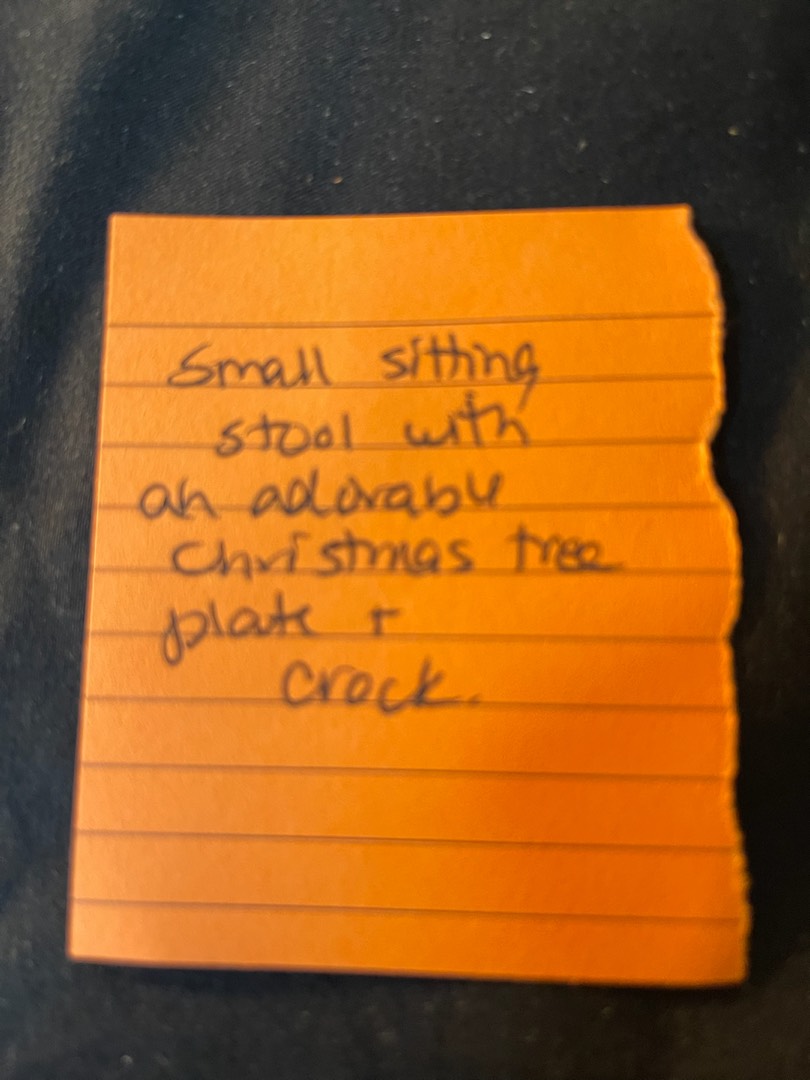 Small sitting
stool with
an adorable
Christmas tree
plate +
crock.